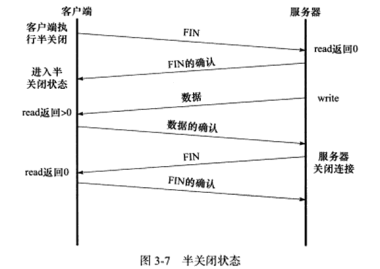 客户端
服务器
客户端执
行半关闭
FIN
read返回0
FIN的确认
进入半
关闭状态
数据
write
read返回>0
数据的确认
FIN
服务器
关闭连接
read返回0
FIN的确认
图 3-7 半关闭状态